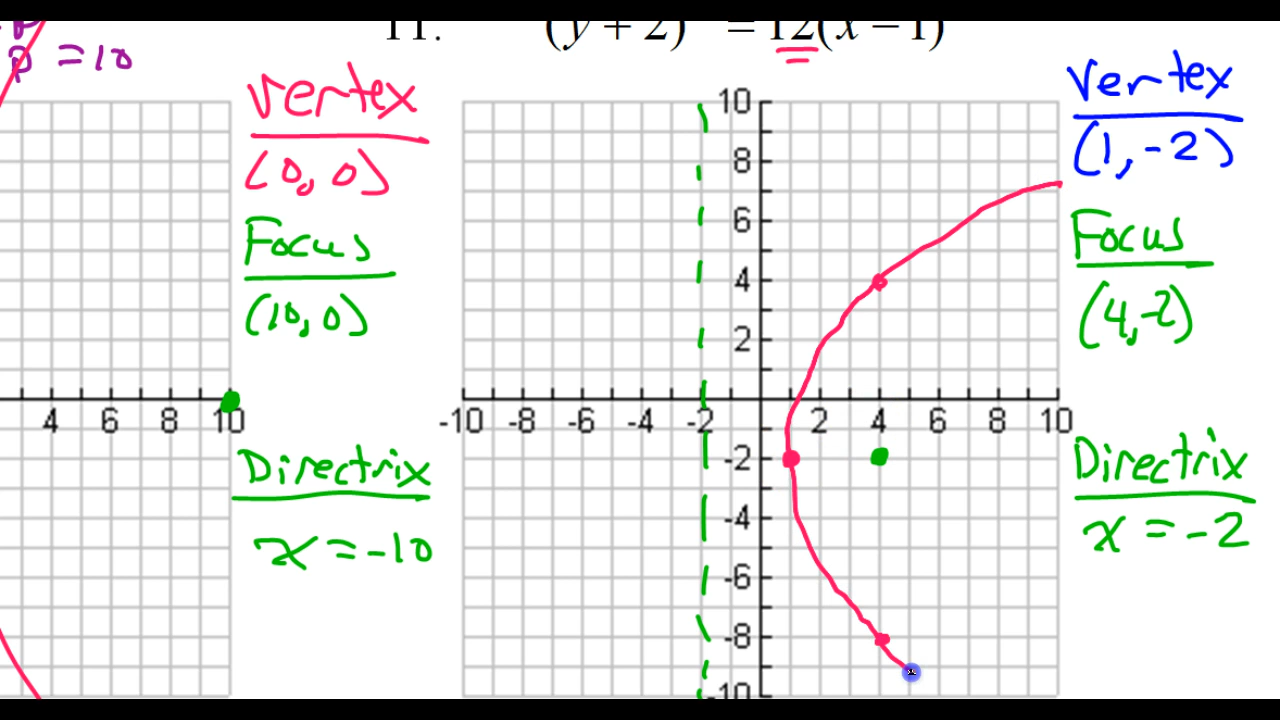 11. (y + 2) = 12(x − 1)
p = 10
Vertex
(0, 0)
Focus
(10, 0)
Directrix
x = -10
4 6 8 10
10
8
6
4
2
-2
-4
-6
-8
-10
-10 -8 -6 -4 -2 2 4 6 8 10
Vertex
(1, -2)
Focus
(4, -2)
Directrix
x = -2